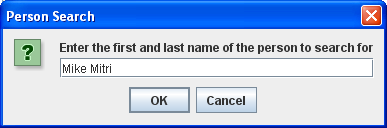 Person Search
?
Enter the first and last name of the person to search for
Mike Mitri
OK
Cancel